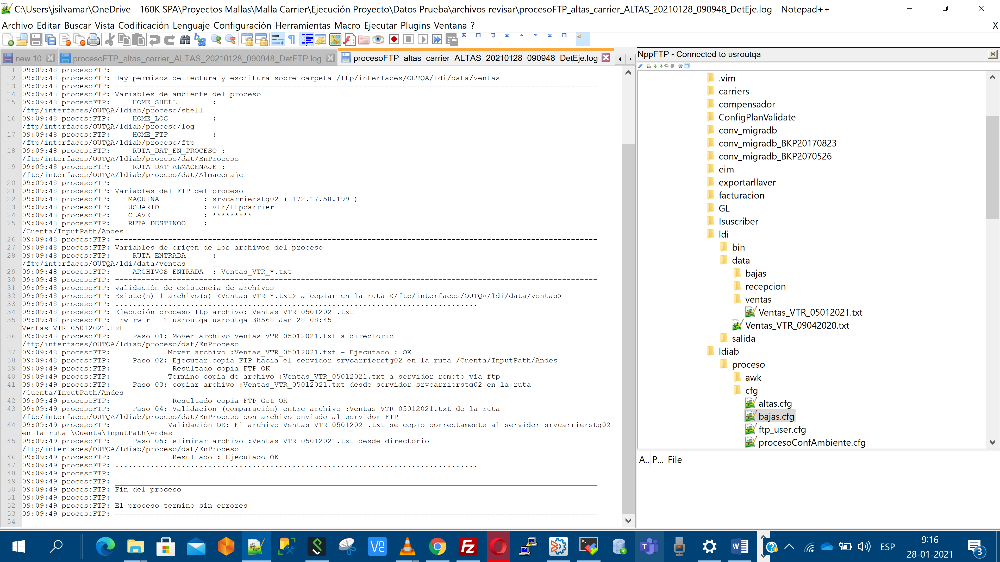 C:\Users\jsilvamar\OneDrive - 160K SPA\Proyectos Mallas\Malla Carrier\Ejecución Proyecto\Datos Prueba\archivos revisar\procesoFTP_altas_carrier_ALTAS_20210128_090948_DetEje.log - Notepad++
Archivo Editar Buscar Vista Codificación Lenguaje Configuración Herramientas Macro Ejecutar Plugins Ventana ? X
new 10 procesoFTP_altas_carrier_ALTAS_20210128_090948_DetFTP.log procesoFTP_altas_carrier_ALTAS_20210128_090948_DetEje.log
11 09:09:48 procesoFTP: -------------------------------------------------------------------------------------------------------------
12 09:09:48 procesoFTP: Hay permisos de lectura y escritura sobre carpeta /ftp/interfaces/OUTQA/ldi/data/ventas
13 09:09:48 procesoFTP: -------------------------------------------------------------------------------------------------------------
14 09:09:48 procesoFTP: Variables de ambiente del proceso
15 09:09:48 procesoFTP:     HOME_SHELL        :
/ftp/interfaces/OUTQA/ldiab/proceso/shell
16 09:09:48 procesoFTP:     HOME_LOG          :
/ftp/interfaces/OUTQA/ldiab/proceso/log
17 09:09:48 procesoFTP:     HOME_FTP          :
/ftp/interfaces/OUTQA/ldiab/proceso/ftp
18 09:09:48 procesoFTP:     RUTA_DAT_EN_PROCESO :
/ftp/interfaces/OUTQA/ldiab/proceso/dat/EnProceso
19 09:09:48 procesoFTP:     RUTA_DAT_ALMACENAJE :
/ftp/interfaces/OUTQA/ldiab/proceso/dat/Almacenaje
20 09:09:48 procesoFTP: -------------------------------------------------------------------------------------------------------------
21 09:09:48 procesoFTP: Variables del FTP del proceso
22 09:09:48 procesoFTP:    MAQUINA          : srvcarrierstg02 ( 172.17.58.199 )
23 09:09:48 procesoFTP:    USUARIO          : vtr/ftpcarrier
24 09:09:48 procesoFTP:    CLAVE            : *********
25 09:09:48 procesoFTP:    RUTA DESTINOO    :
/Cuenta/InputPath/Andes
26 09:09:48 procesoFTP: -------------------------------------------------------------------------------------------------------------
27 09:09:48 procesoFTP: Variables de origen de los archivos del proceso
28 09:09:48 procesoFTP:     RUTA ENTRADA      :
/ftp/interfaces/OUTQA/ldi/data/ventas
29 09:09:48 procesoFTP:     ARCHIVOS ENTRADA  : Ventas_VTR_*.txt
30 09:09:48 procesoFTP: -------------------------------------------------------------------------------------------------------------
31 09:09:48 procesoFTP: validación de existencia de archivos
32 09:09:48 procesoFTP: Existe(n) 1 archivo(s) <Ventas_VTR_*.txt> a copiar en la ruta </ftp/interfaces/OUTQA/ldi/data/ventas>
33 09:09:48 procesoFTP: ..................................................................................
34 09:09:48 procesoFTP: Ejecución proceso ftp archivo: Ventas_VTR_05012021.txt
35 09:09:48 procesoFTP: -rw-rw-r-- 1 usroutqa usroutqa 38568 Jan 28 08:45
Ventas_VTR_05012021.txt
36 09:09:48 procesoFTP:     Paso 01: Mover archivo Ventas_VTR_05012021.txt a directorio
/ftp/interfaces/OUTQA/ldiab/proceso/dat/EnProceso
37 09:09:48 procesoFTP:             Mover archivo :Ventas_VTR_05012021.txt - Ejecutado : OK
38 09:09:48 procesoFTP:     Paso 02: Ejecutar copia FTP hacia el servidor srvcarrierstg02 en la ruta /Cuenta/InputPath/Andes
39 09:09:49 procesoFTP:              Resultado copia FTP OK
40 09:09:49 procesoFTP:             Termino copia de archivo :Ventas_VTR_05012021.txt a servidor remoto via ftp
41 09:09:49 procesoFTP:     Paso 03: copiar archivo :Ventas_VTR_05012021.txt desde servidor srvcarrierstg02 en la ruta
/Cuenta/InputPath/Andes
42 09:09:49 procesoFTP:              Resultado copia FTP Get OK
43 09:09:49 procesoFTP:     Paso 04: Validacion (comparación) entre archivo :Ventas_VTR_05012021.txt de la ruta
/ftp/interfaces/OUTQA/ldiab/proceso/dat/EnProceso con archivo enviado al servidor FTP
44 09:09:49 procesoFTP:             Validación OK: El archivo Ventas_VTR_05012021.txt se copio correctamente al servidor srvcarrierstg02
en la ruta \Cuenta\InputPath\Andes
45 09:09:49 procesoFTP:     Paso 05: eliminar archivo :Ventas_VTR_05012021.txt desde directorio
/ftp/interfaces/OUTQA/ldiab/proceso/dat/EnProceso
46 09:09:49 procesoFTP:              Resultado : Ejecutado OK
47 09:09:49 procesoFTP: ..................................................................................
48 09:09:49 procesoFTP:
49 09:09:49 procesoFTP: _____________________________________________________________________________________________________________
50 09:09:49 procesoFTP: Fin del proceso
51 09:09:49 procesoFTP:
52 09:09:49 procesoFTP: El proceso termino sin errores
53 09:09:49 procesoFTP: =============================================================================================================
54
NppFTP - Connected to usroutqa
.vim
carriers
compensador
ConfigPlanValidate
conv_migradb
conv_migradb_BKP20170823
conv_migradb_BKP2070526
eim
exportarllaver
facturacion
GL
Isuscriber
ldi
bin
data
bajas
recepcion
ventas
Ventas_VTR_05012021.txt
Ventas_VTR_09042020.txt
salida
ldiab
proceso
awk
cfg
altas.cfg
bajas.cfg
ftp_user.cfg
procesoConfAmbiente.cfg
A.. P... File
ESP
9:16
28-01-2021
3